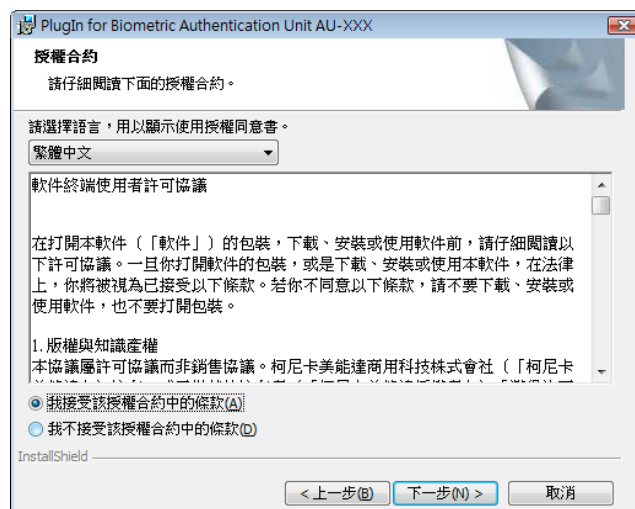 PlugIn for Biometric Authentication Unit AU-XXX
授權合約
請仔細閱讀下面的授權合約。
請選擇語言，用以顯示使用授權同意書。
繁體中文
軟件終端使用者許可協議
在打開本軟件（「軟件」）的包裝，下載、安裝或使用軟件前，請仔細閱讀以
下許可協議。一旦你打開軟件的包裝，或是下載、安裝或使用本軟件，在法律
上，你將被視為已接受以下條款。若你不同意以下條款，請不要下載、安裝或
使用軟件，也不要打開包裝。
1. 版權與知識產權
本協議屬許可協議而非銷售協議。柯尼卡美能達商用科技株式會社（「柯尼卡
我接受該授權合約中的條款(A)
我不接受該授權合約中的條款(D)
InstallShield
< 上一步(B)
下一步(N) >
取消